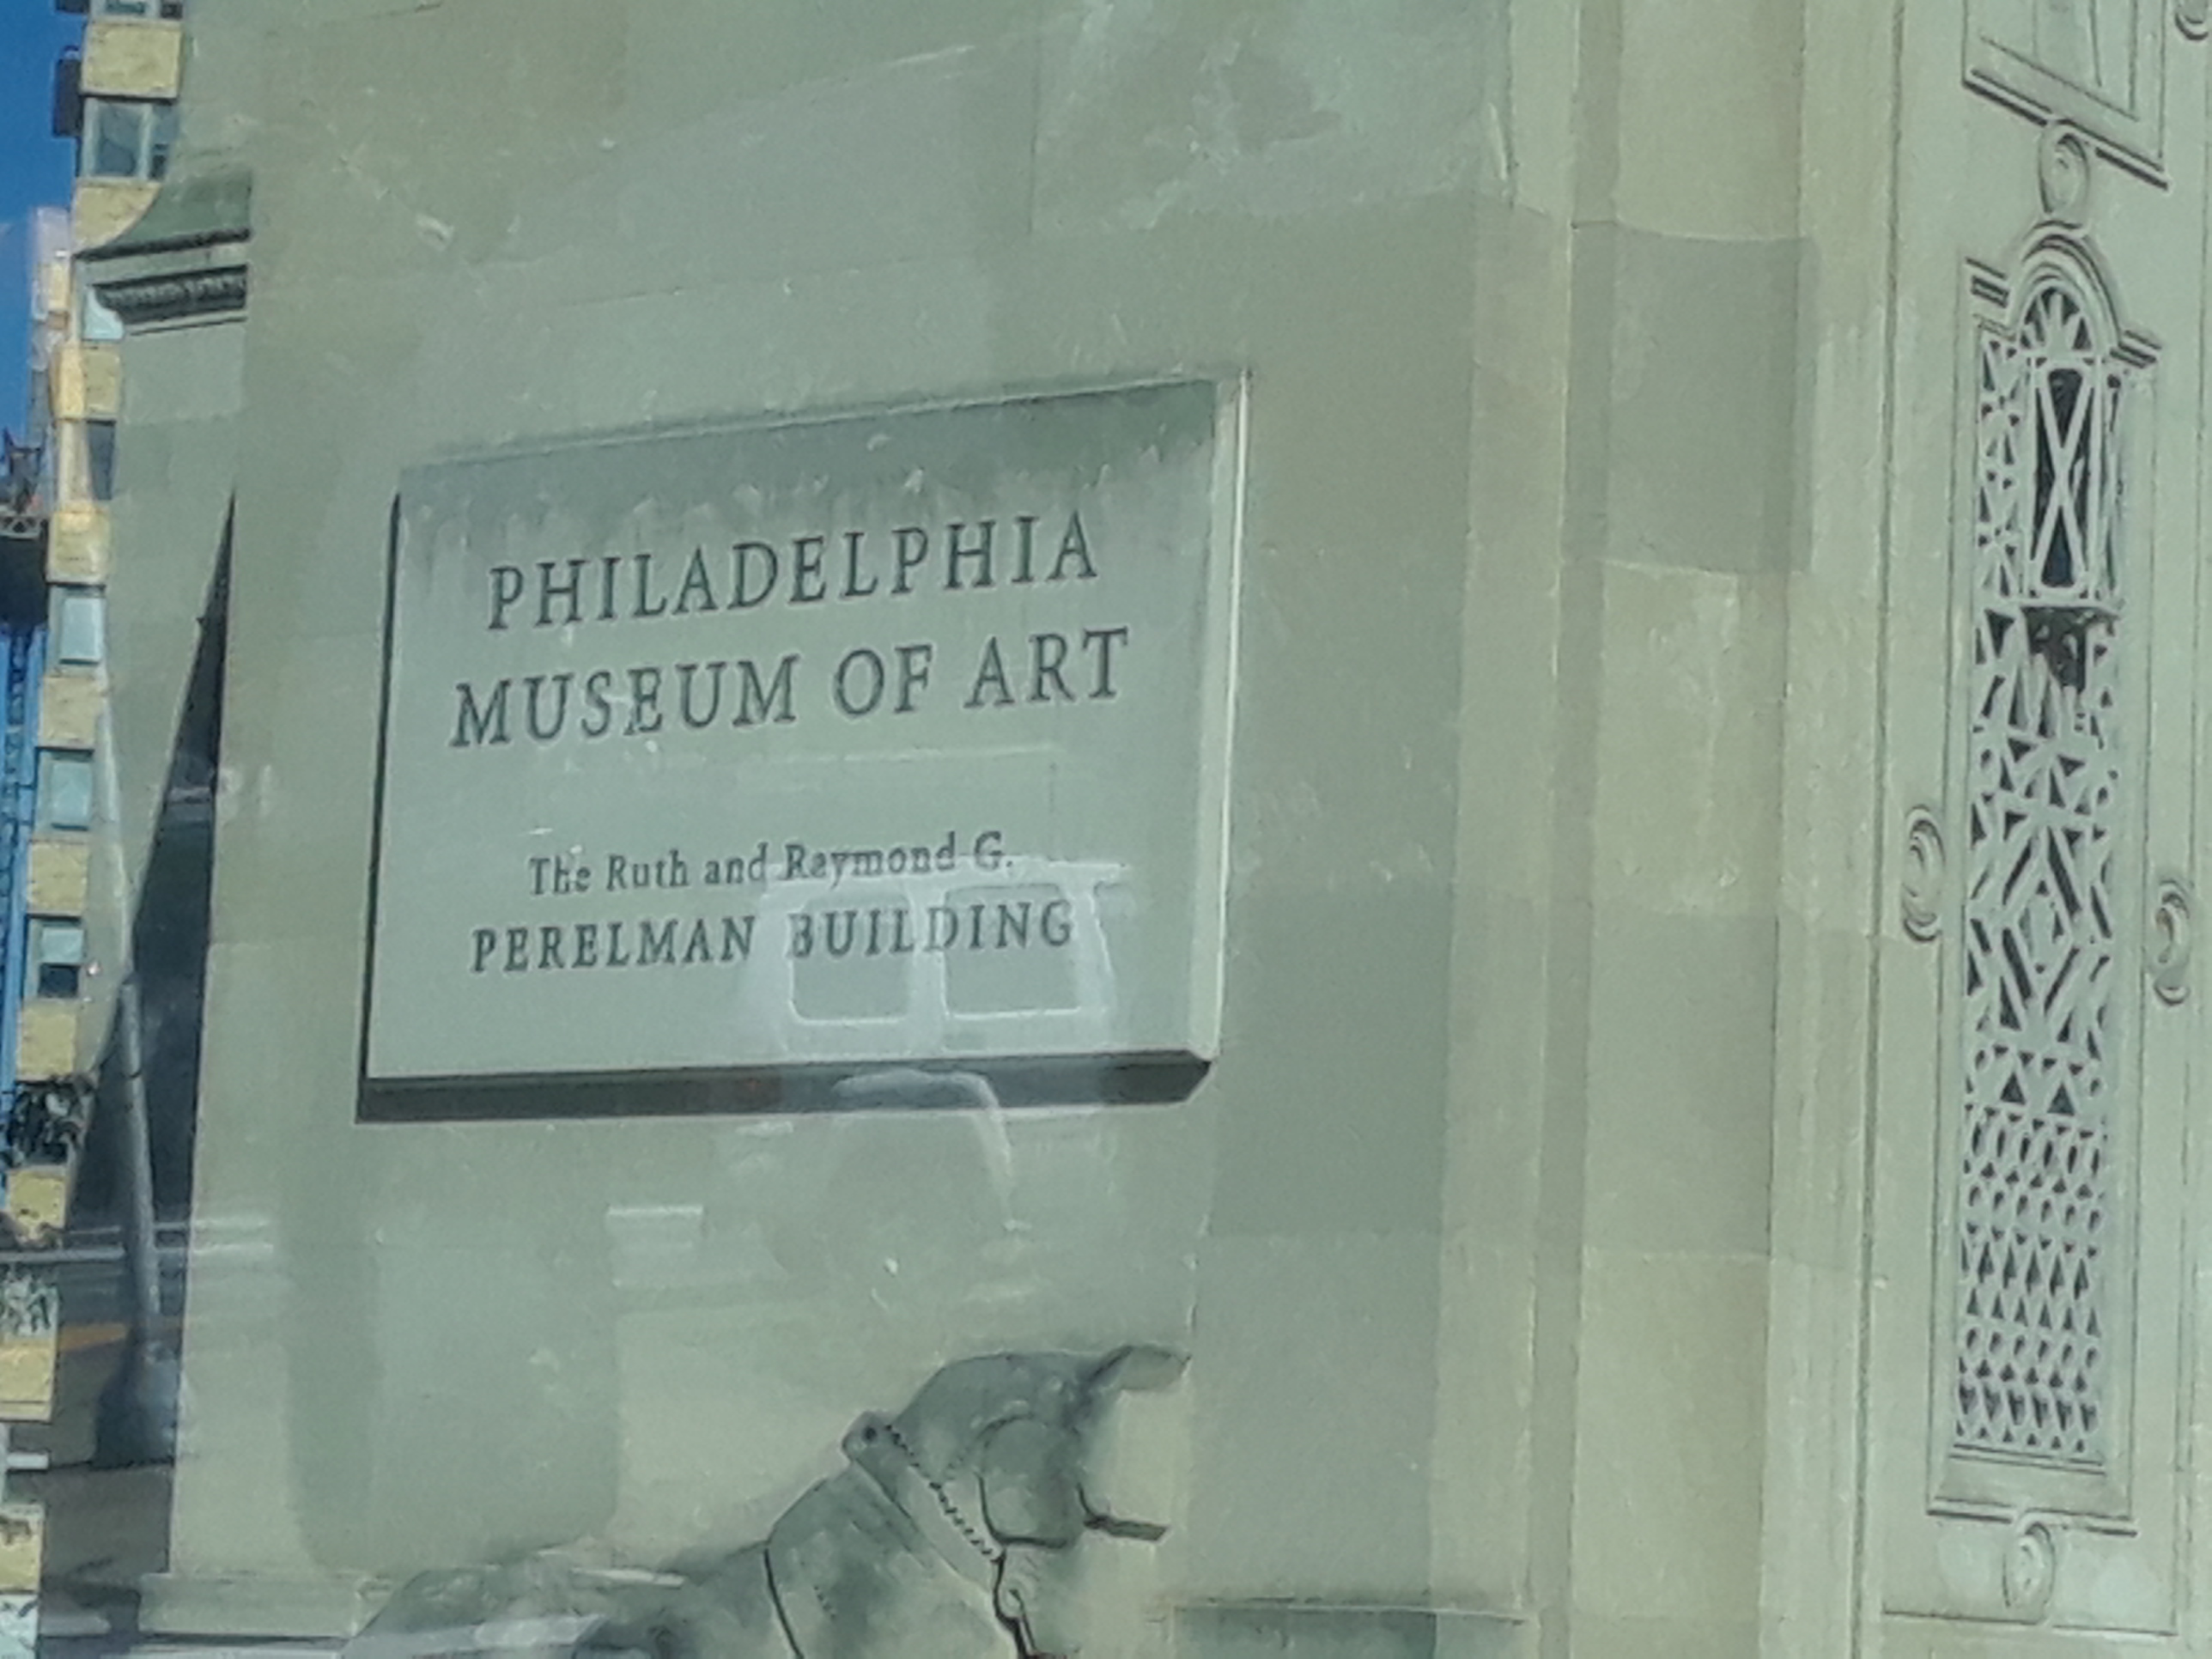 PHILADELPHIA
MUSEUM OF ART
The Ruth and Raymond G.
PERELMAN BUILDING